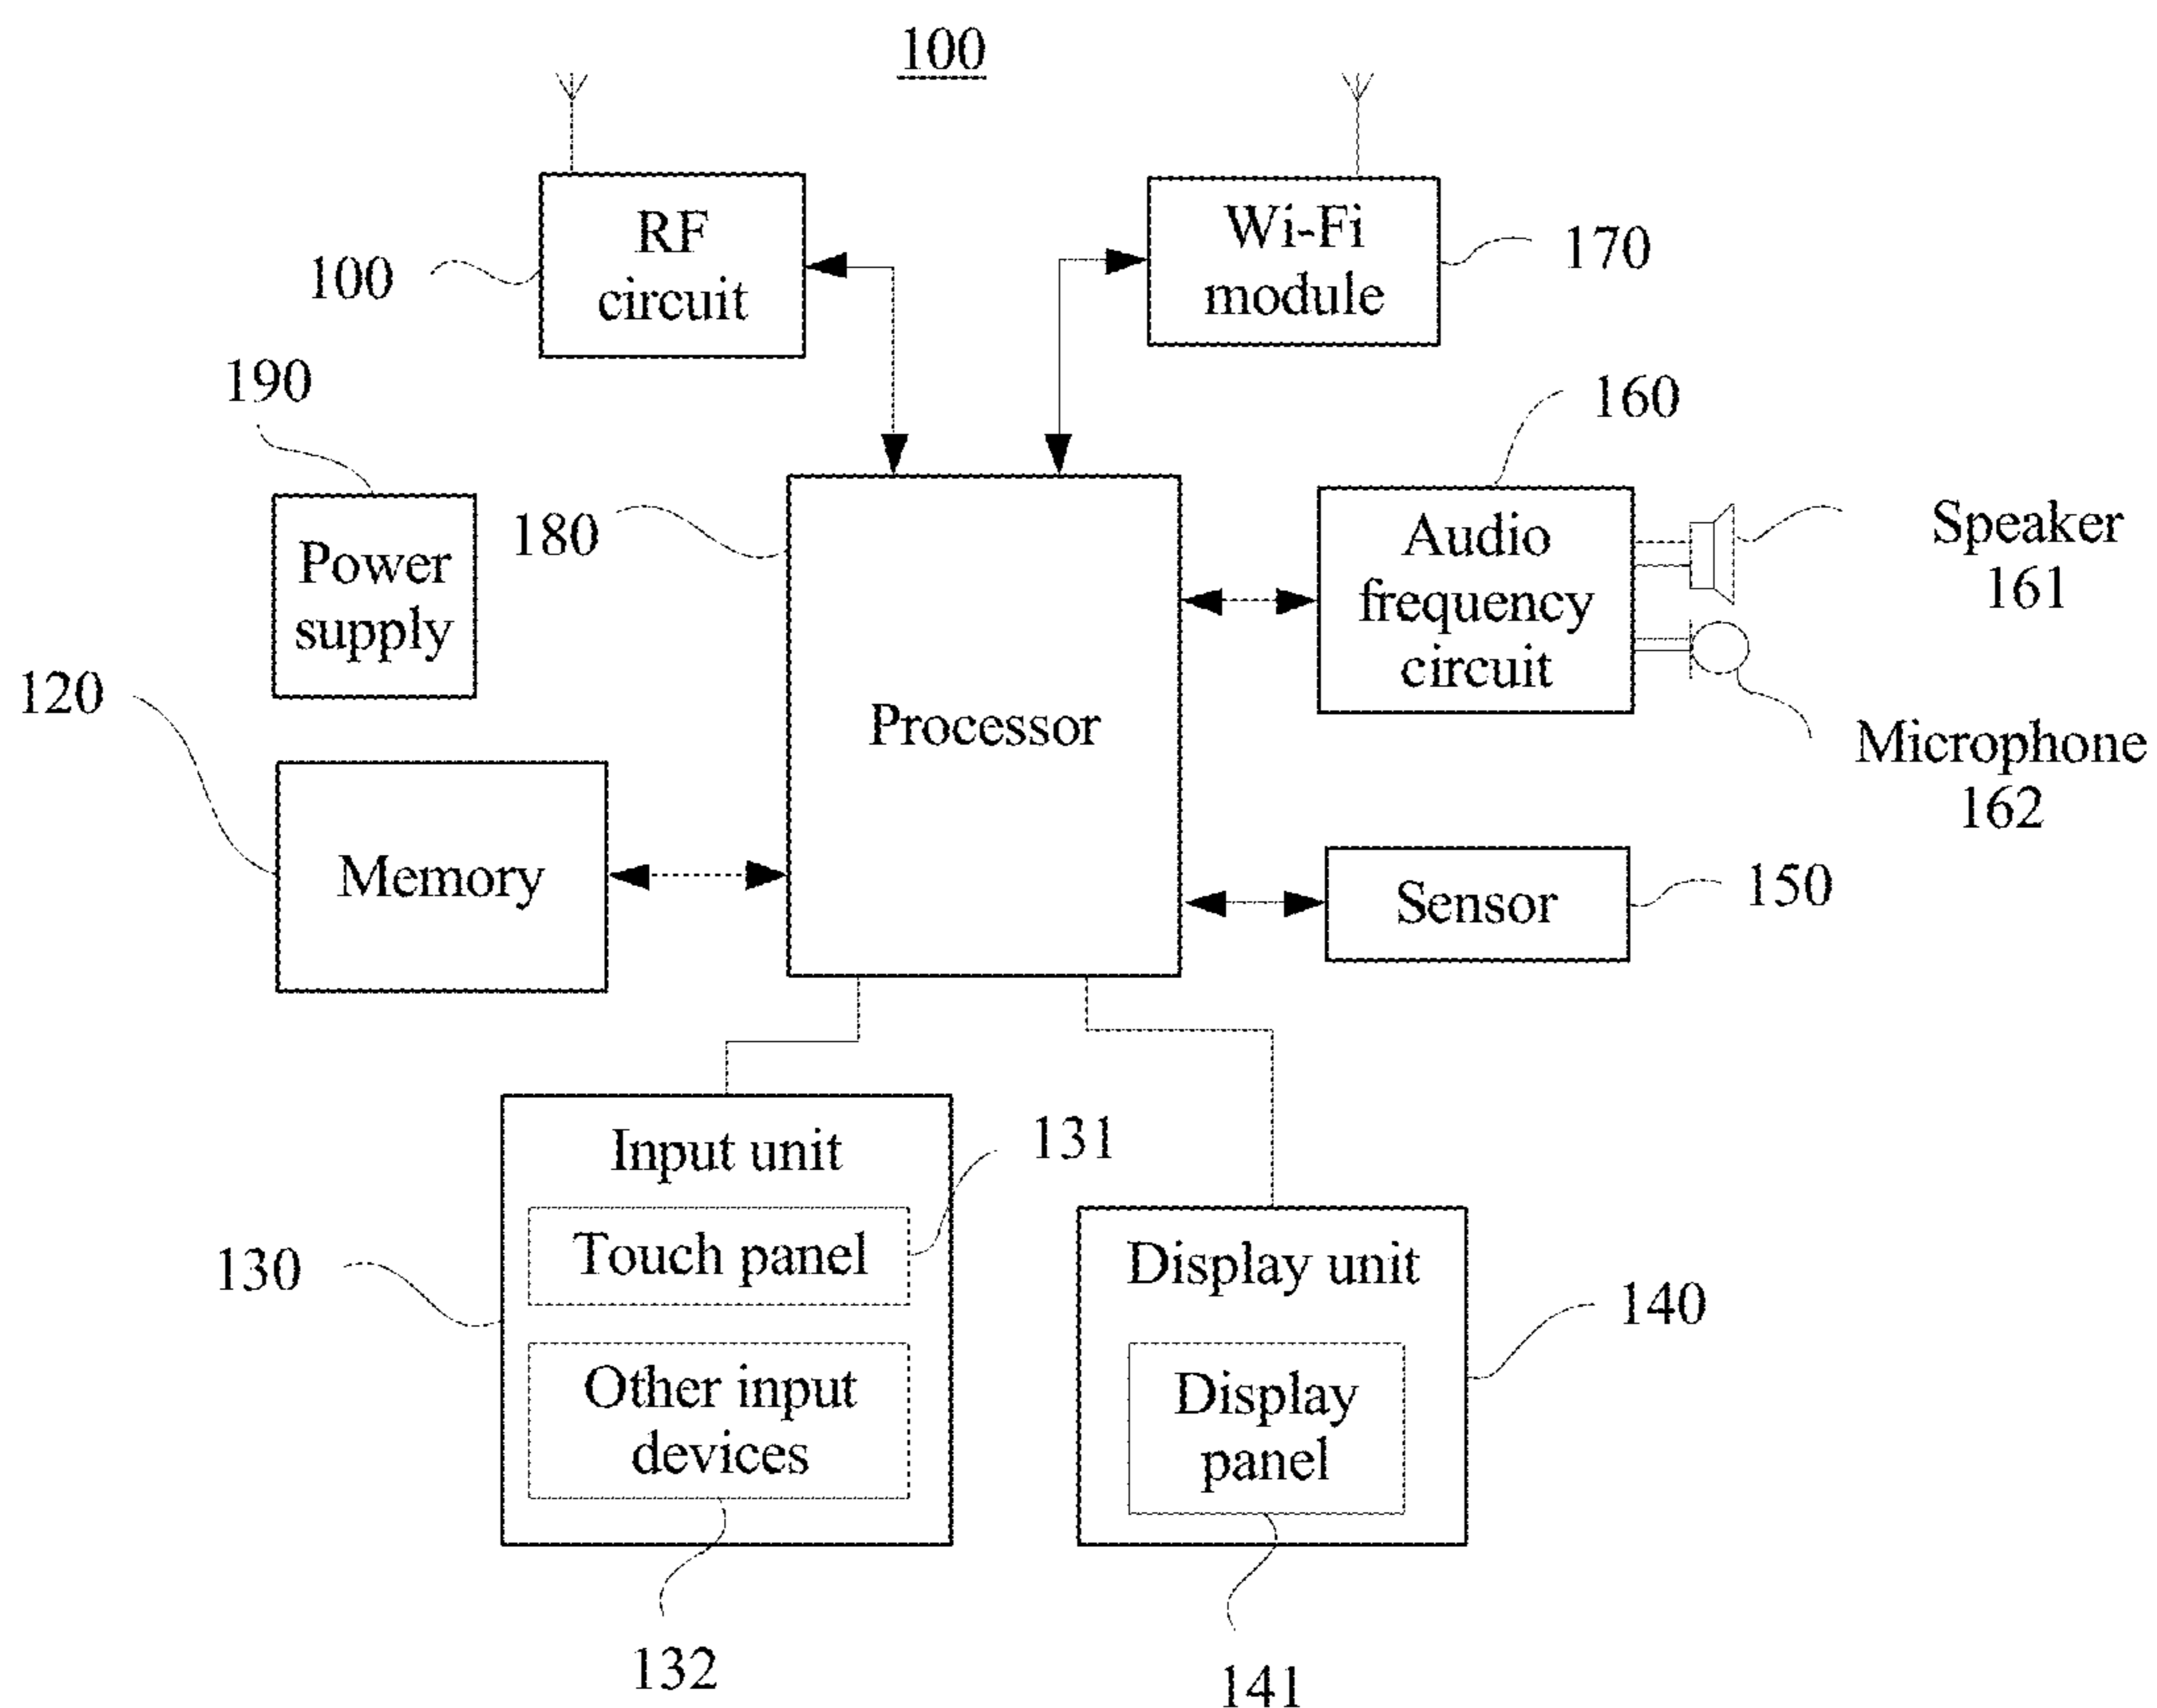 100
RF
circuit
100
Wi-Fi
module
170
190
Power
supply
180
Processor
160
Audio
frequency
circuit
Speaker
161
Microphone
162
120
Memory
Sensor
150
Input unit
131
Touch panel
130
Other input
devices
132
Display unit
140
Display
panel
141